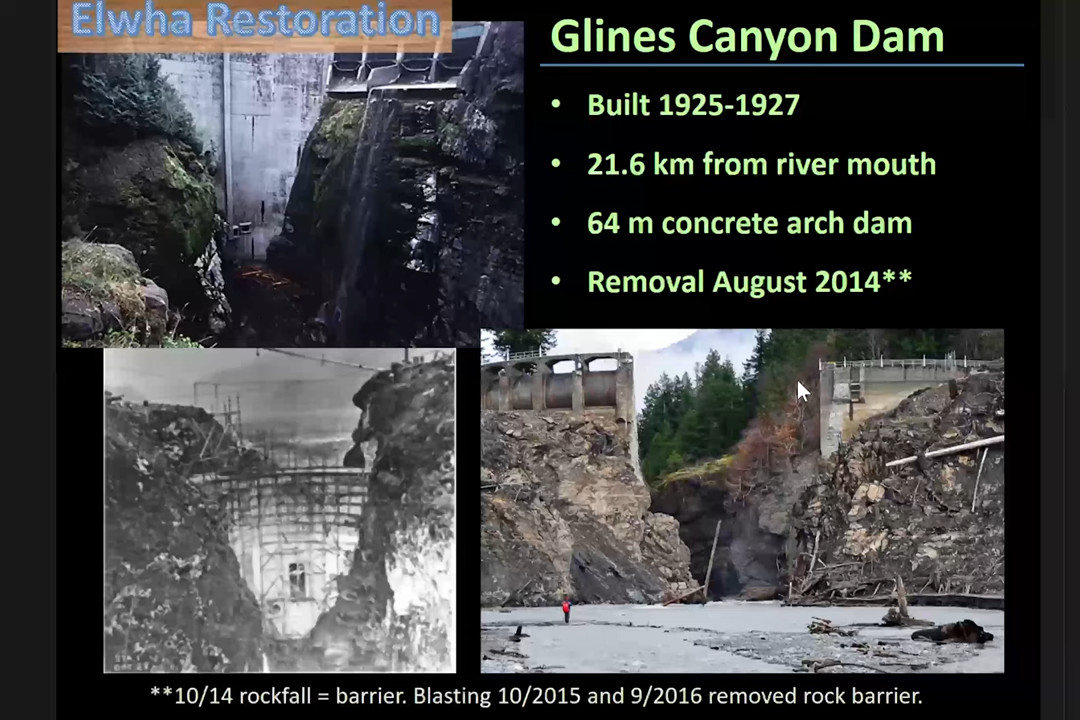 Elwha Restoration
Glines Canyon Dam
• Built 1925-1927
• 21.6 km from river mouth
• 64 m concrete arch dam
• Removal August 2014**
**10/14 rockfall = barrier. Blasting 10/2015 and 9/2016 removed rock barrier.